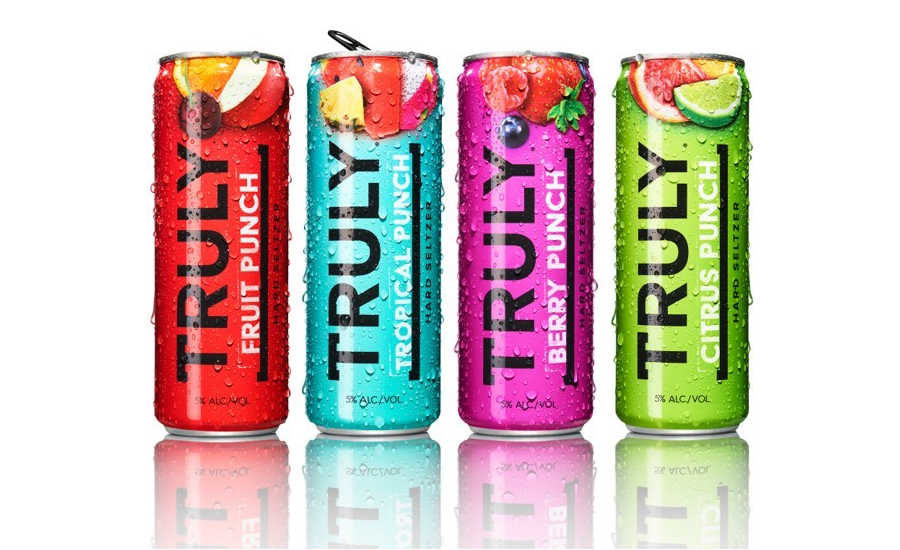 TRULY
FRUIT PUNCH
HARD SELTZER
5% ALC/VOL
TRULY
TROPICAL PUNCH
HARD SELTZER
5% ALC/VOL
TRULY
BERRY PUNCH
HARD SELTZER
5% ALC/VOL
TRULY
CITRUS PUNCH
HARD SELTZER
5% ALC/VOL